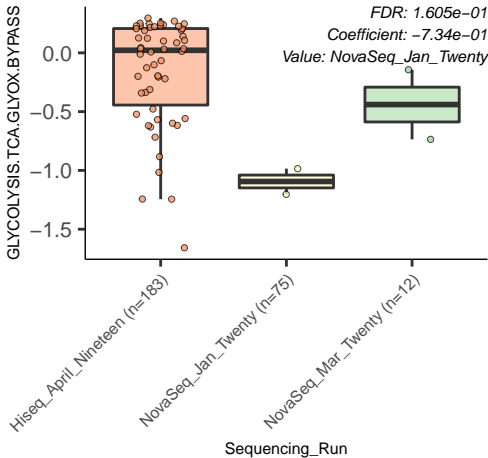 FDR: 1.605e−01
Coefficient: −7.34e−01
Value: NovaSeq_Jan_Twenty
GLYCOLYSIS.TCA.GLYOX.BYPASS
0.0
−0.5
−1.0
−1.5
Hiseq_April_Nineteen (n=183)
NovaSeq_Jan_Twenty (n=75)
NovaSeq_Mar_Twenty (n=12)
Sequencing_Run